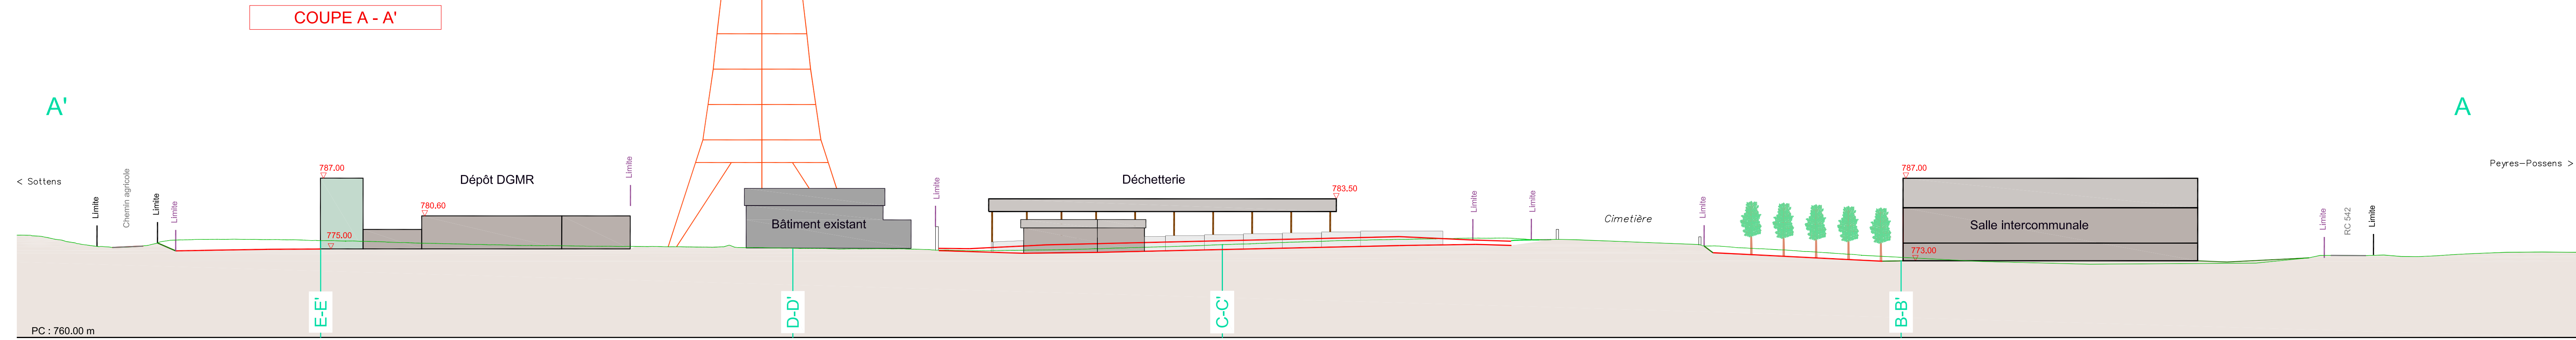 COUPE A - A'
A'
A
< Sottens
Limite
Chemin agricole
Limite
Limite
787.00
775.00
780.60
Dépôt DGMR
Limite
Bâtiment existant
Limite
Déchetterie
783.50
Limite
Limite
Cimetière
Limite
787.00
Salle intercommunale
773.00
Limite
RC 542
Limite
Peyres-Possens >
E-E'
D-D'
C-C'
B-B'
PC : 760.00 m